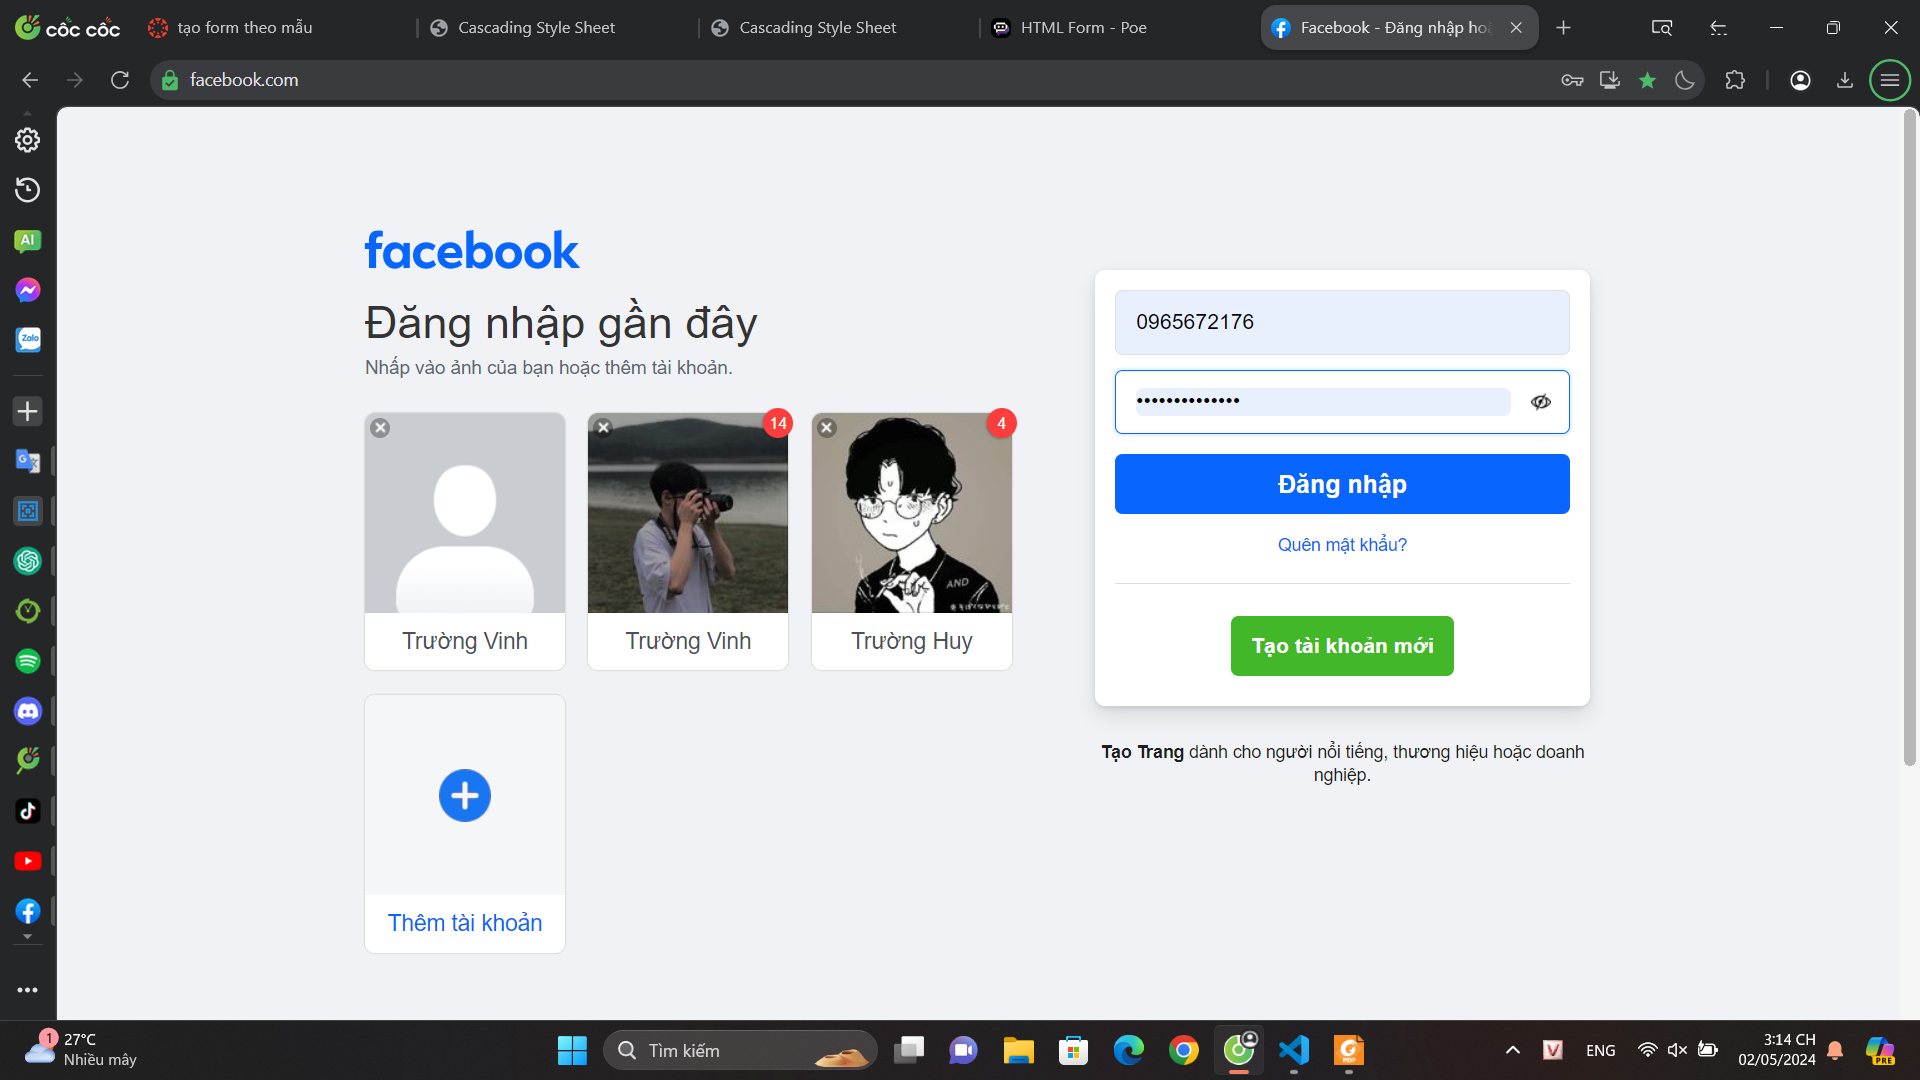 cốc cốc
tạo form theo mẫu
Cascading Style Sheet
Cascading Style Sheet
HTML Form - Poe
Facebook - Đăng nhập hoặ
facebook.com
AI
Zalo
facebook
Đăng nhập gần đây
Nhấp vào ảnh của bạn hoặc thêm tài khoản.
14
4
AND
Trường Vinh
Trường Vinh
Trường Huy
Thêm tài khoản
0965672176
••••••••••••••
Đăng nhập
Quên mật khẩu?
Tạo tài khoản mới
Tạo Trang dành cho người nổi tiếng, thương hiệu hoặc doanh
nghiệp.
1
27°C
Nhiều mây
Tìm kiếm
PDF
V
ENG
3:14 CH
02/05/2024
PRE